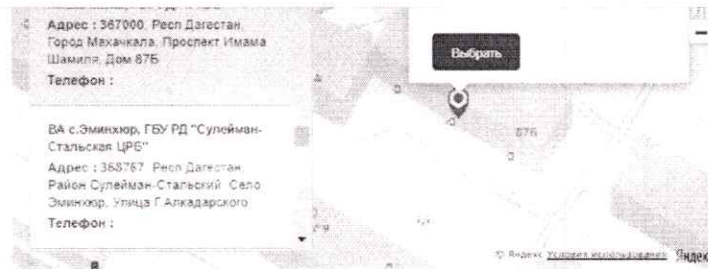 Адрес : 367000, Респ Дагестан,
Город Махачкала, Проспект Имама
Шамиля, Дом 87Б
Телефон :
ВА с.Эминхюр, ГБУ РД "Сулейман-
Стальская ЦРБ"
Адрес : 368767, Респ Дагестан,
Район Сулейман-Стальский, Село
Эминхюр, Улица Г.Алкадарского
Телефон :
Выбрать
87Б
© Яндекс Условия использования Яндекс